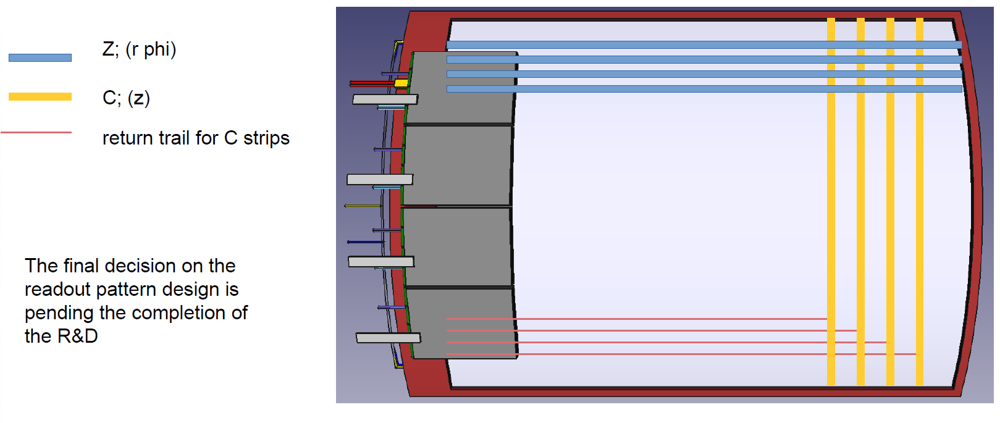 Z; (r phi)
C; (z)
return trail for C strips
The final decision on the
readout pattern design is
pending the completion of
the R&D